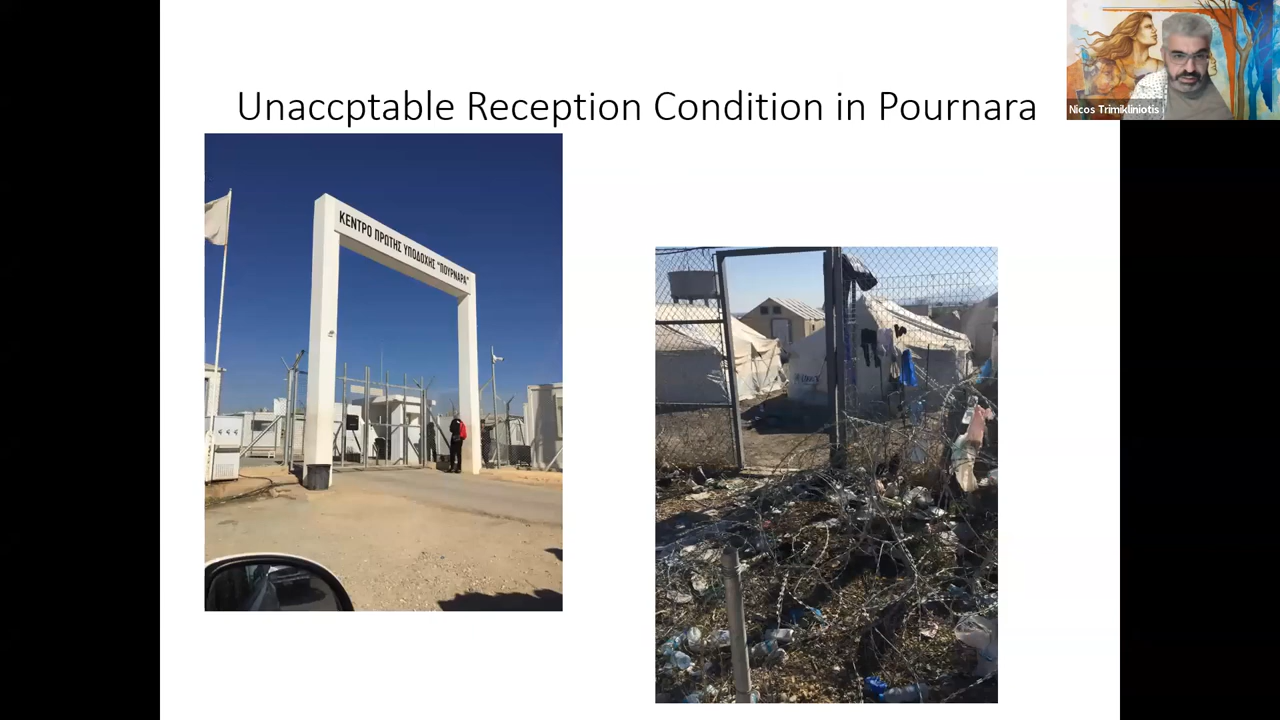 Unaccptable Reception Condition in Pournara
Nicos Trimikliniotis
ΚΕΝΤΡΟ ΠΡΩΤΗΣ ΥΠΟΔΟΧΗΣ "ΠΟΥΡΝΑΡΑ"